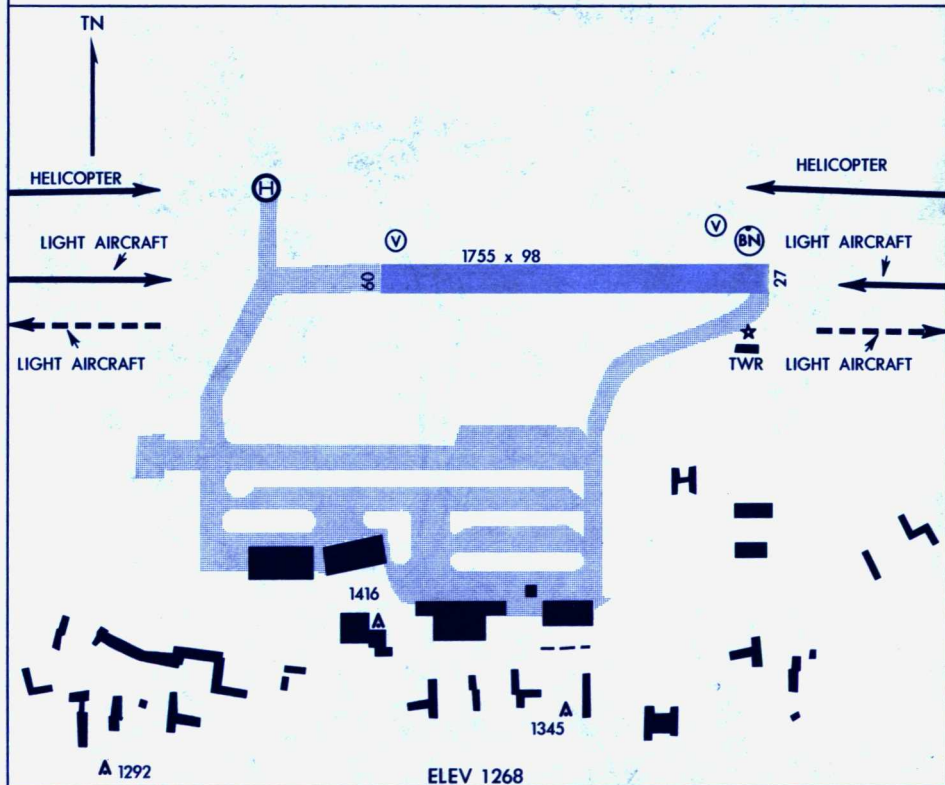 TN
HELICOPTER
HELICOPTER
H
V
V
BN
LIGHT AIRCRAFT
1755 x 98
LIGHT AIRCRAFT
09
27
LIGHT AIRCRAFT
TWR
LIGHT AIRCRAFT
1416
1345
1292
ELEV 1268